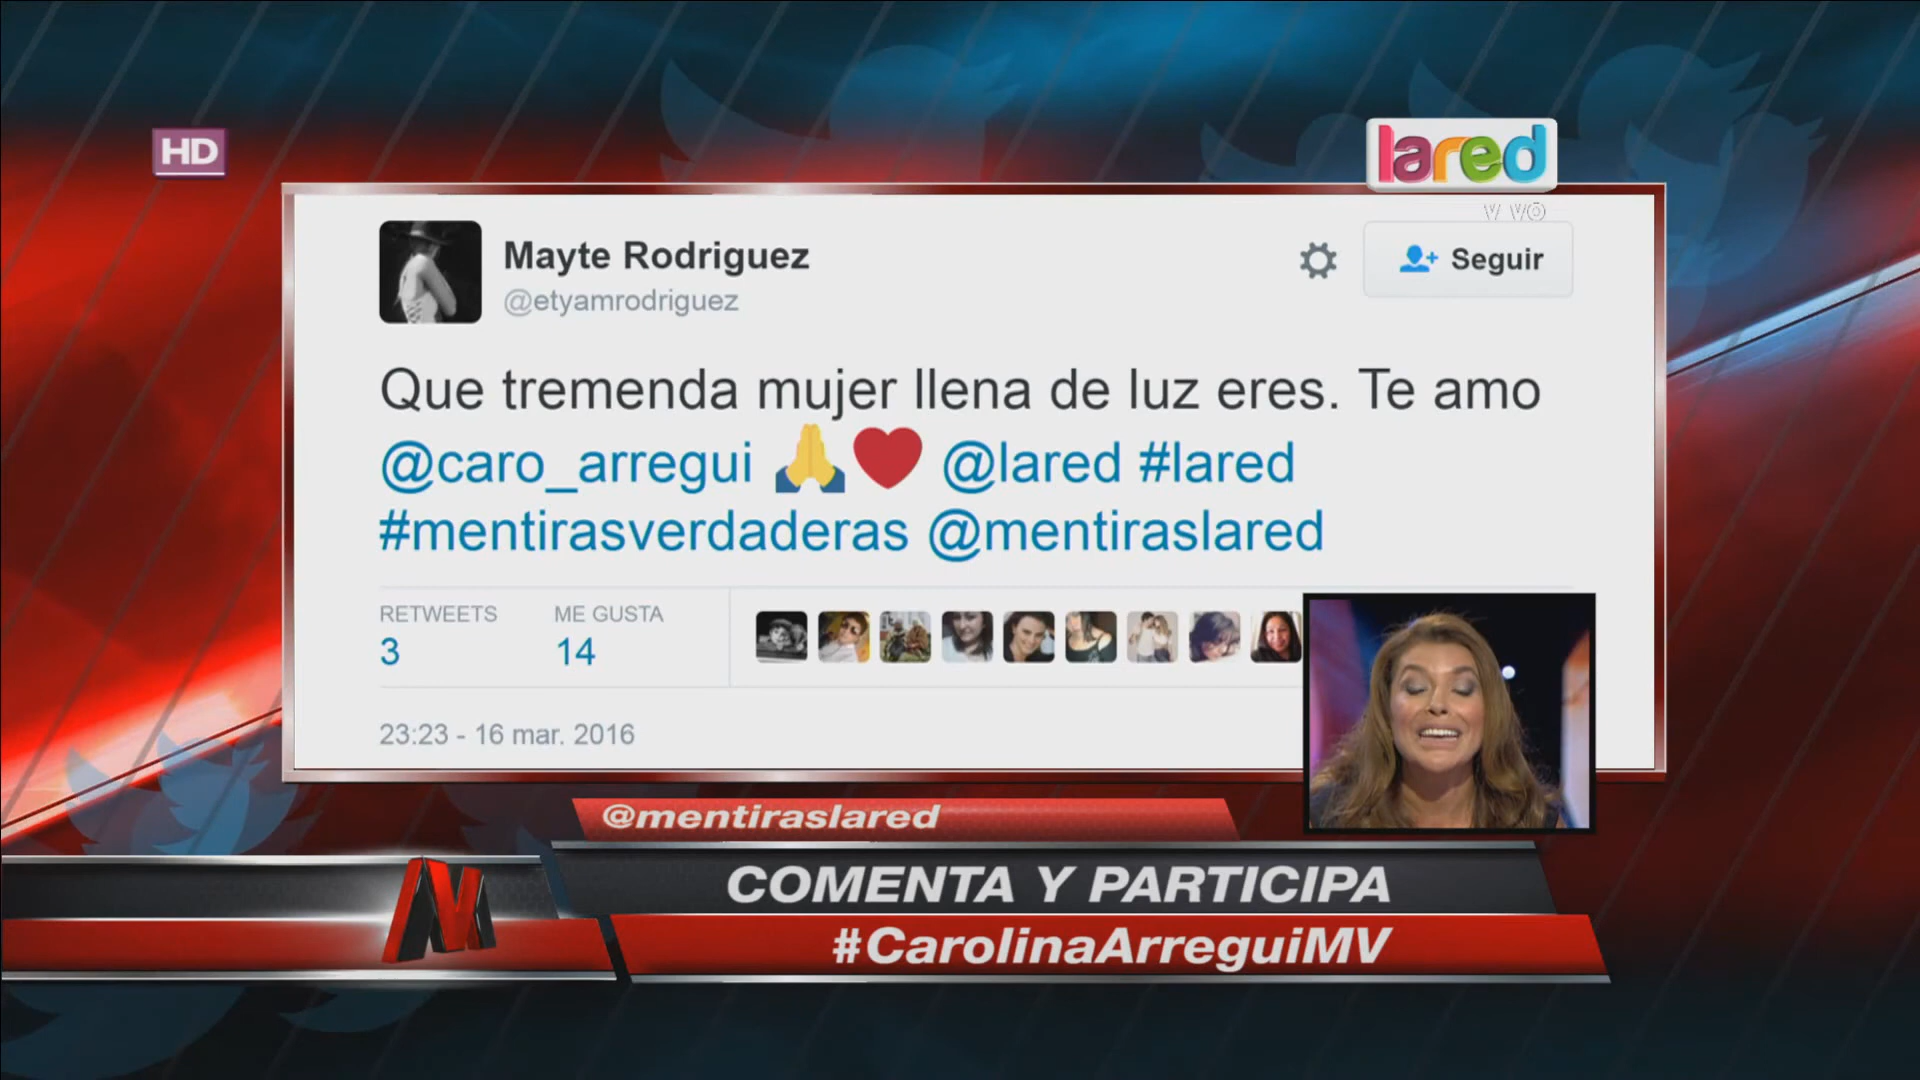 HD
lared
VIVO
Mayte Rodriguez
@etyamrodriguez
Seguir
Que tremenda mujer llena de luz eres. Te amo
@caro_arregui 🙏❤ @lared #lared
#mentirasverdaderas @mentiraslared
RETWEETS ME GUSTA
3 14
23:23 - 16 mar. 2016
@mentiraslared
COMENTA Y PARTICIPA
#CarolinaArreguiMV